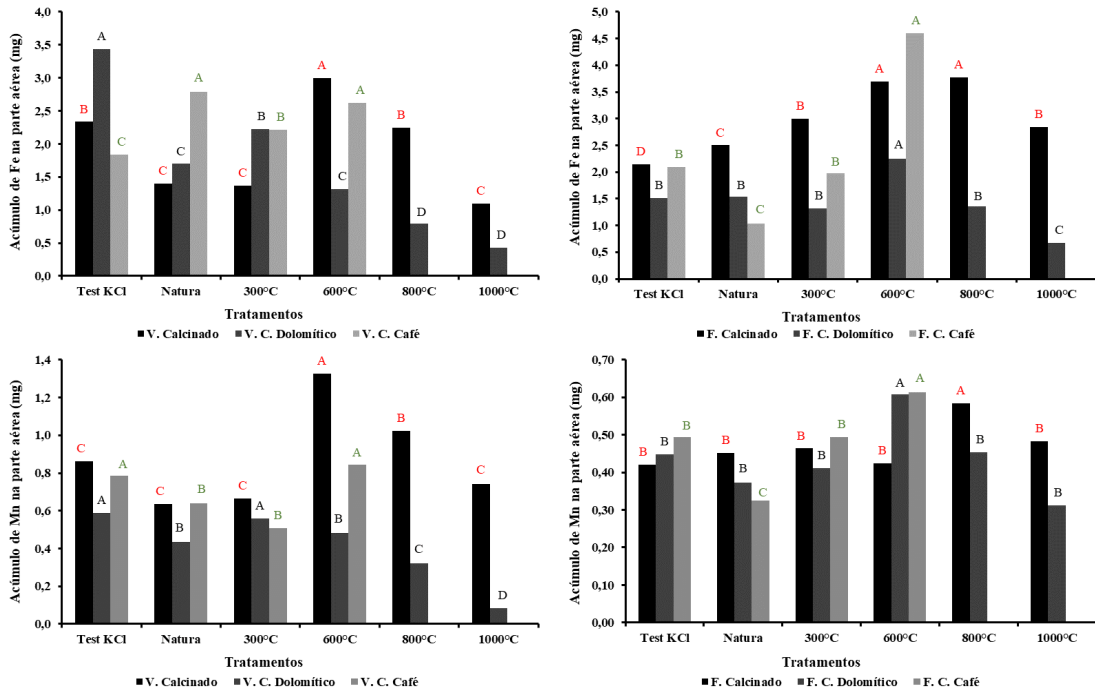 Acúmulo de Fe na parte aérea (mg)
4,0
3,5
3,0
2,5
2,0
1,5
1,0
0,5
0,0
B A C
C C A
C B B
A C A
B D
C D
Test KCl Natura 300°C 600°C 800°C 1000°C
Tratamentos
V. Calcinado V. C. Dolomítico V. C. Café
Acúmulo de Fe na parte aérea (mg)
5,0
4,5
4,0
3,5
3,0
2,5
2,0
1,5
1,0
0,5
0,0
D B B
C B C
B B B
A A A
A B
B C
Test KCl Natura 300°C 600°C 800°C 1000°C
Tratamentos
F. Calcinado F. C. Dolomítico F. C. Café
Acúmulo de Mn na parte aérea (mg)
1,4
1,2
1,0
0,8
0,6
0,4
0,2
0,0
C A A
C B B
C A B
A B A
B C
C D
Test KCl Natura 300°C 600°C 800°C 1000°C
Tratamentos
V. Calcinado V. C. Dolomítico V. C. Café
Acúmulo de Mn na parte aérea (mg)
0,70
0,60
0,50
0,40
0,30
0,20
0,10
0,00
B B B
B B C
B B B
B A A
A B
B B
Test KCl Natura 300°C 600°C 800°C 1000°C
Tratamentos
F. Calcinado F. C. Dolomítico F. C. Café